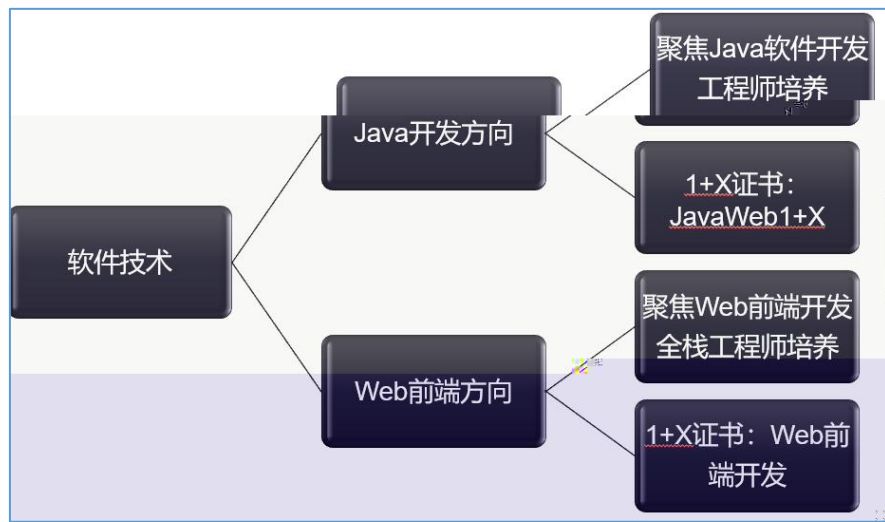 软件技术
Java开发方向
聚焦Java软件开发
工程师培养
1+X证书：
JavaWeb1+X
Web前端方向
聚焦Web前端开发
全栈工程师培养
1+X证书：Web前
端开发